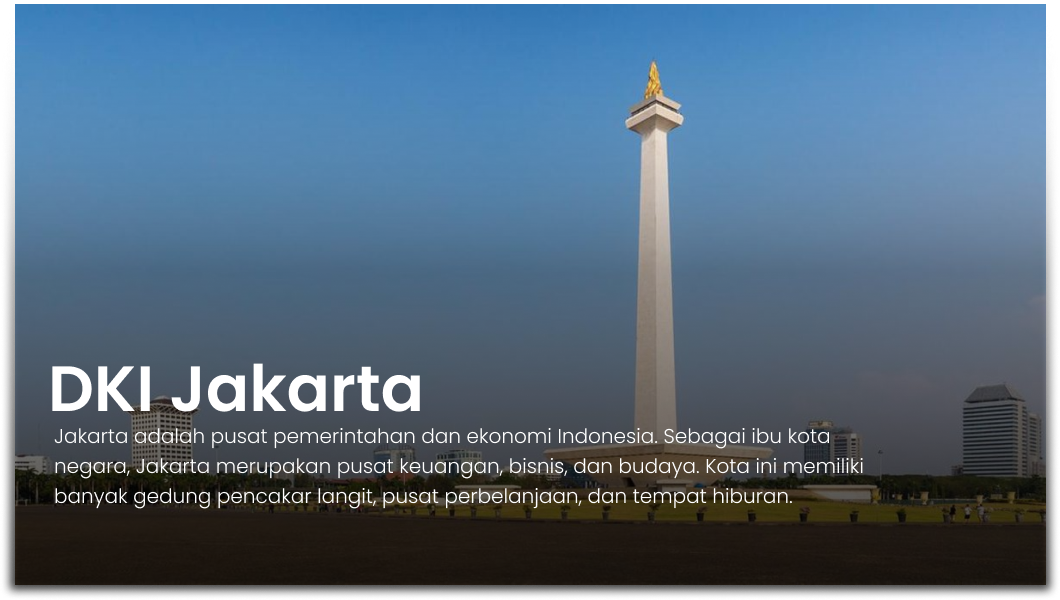 DKI Jakarta
Jakarta adalah pusat pemerintahan dan ekonomi Indonesia. Sebagai ibu kota
negara, Jakarta merupakan pusat keuangan, bisnis, dan budaya. Kota ini memiliki
banyak gedung pencakar langit, pusat perbelanjaan, dan tempat hiburan.